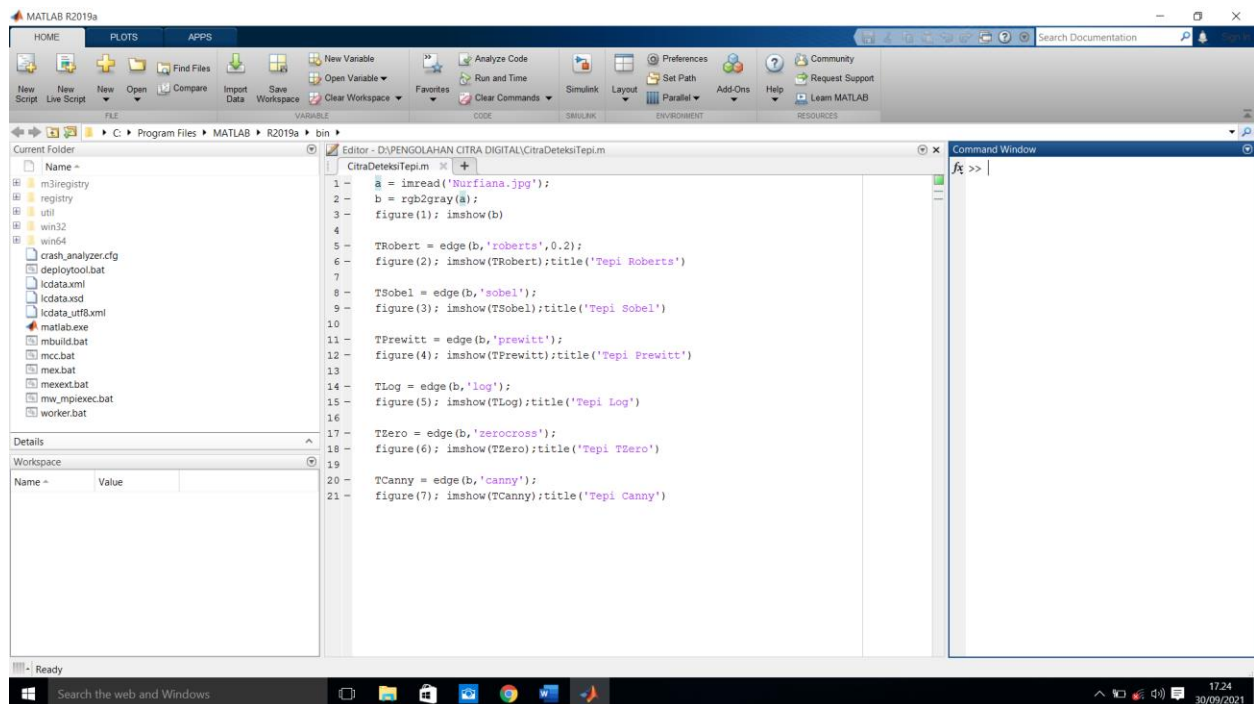 MATLAB R2019a
HOME PLOTS APPS
Search Documentation
Sign In
New Script
New Live Script
New
Open
Find Files
Compare
Import Data
Save Workspace
New Variable
Open Variable
Clear Workspace
Favorites
Analyze Code
Run and Time
Clear Commands
Simulink
Layout
Preferences
Set Path
Parallel
Add-Ons
Help
Community
Request Support
Learn MATLAB
FILE VARIABLE CODE SIMULINK ENVIRONMENT RESOURCES
C: Program Files MATLAB R2019a bin
Current Folder
Name
m3iregistry
registry
util
win32
win64
crash_analyzer.cfg
deploytool.bat
lcdata.xml
lcdata.xsd
lcdata_utf8.xml
matlab.exe
mbuild.bat
mcc.bat
mex.bat
mexext.bat
mw_mpiexec.bat
worker.bat
Details
Workspace
Name Value
Editor - D:\PENGOLAHAN CITRA DIGITAL\CitraDeteksiTepi.m
CitraDeteksiTepi.m
1 - a = imread('Nurfiana.jpg');
2 - b = rgb2gray(a);
3 - figure(1); imshow(b)
4
5 - TRobert = edge(b,'roberts',0.2);
6 - figure(2); imshow(TRobert);title('Tepi Roberts')
7
8 - TSobel = edge(b,'sobel');
9 - figure(3); imshow(TSobel);title('Tepi Sobel')
10
11 - TPrewitt = edge(b,'prewitt');
12 - figure(4); imshow(TPrewitt);title('Tepi Prewitt')
13
14 - TLog = edge(b,'log');
15 - figure(5); imshow(TLog);title('Tepi Log')
16
17 - TZero = edge(b,'zerocross');
18 - figure(6); imshow(TZero);title('Tepi TZero')
19
20 - TCanny = edge(b,'canny');
21 - figure(7); imshow(TCanny);title('Tepi Canny')
Command Window
fx >>
Ready
Search the web and Windows
17.24
30/09/2021